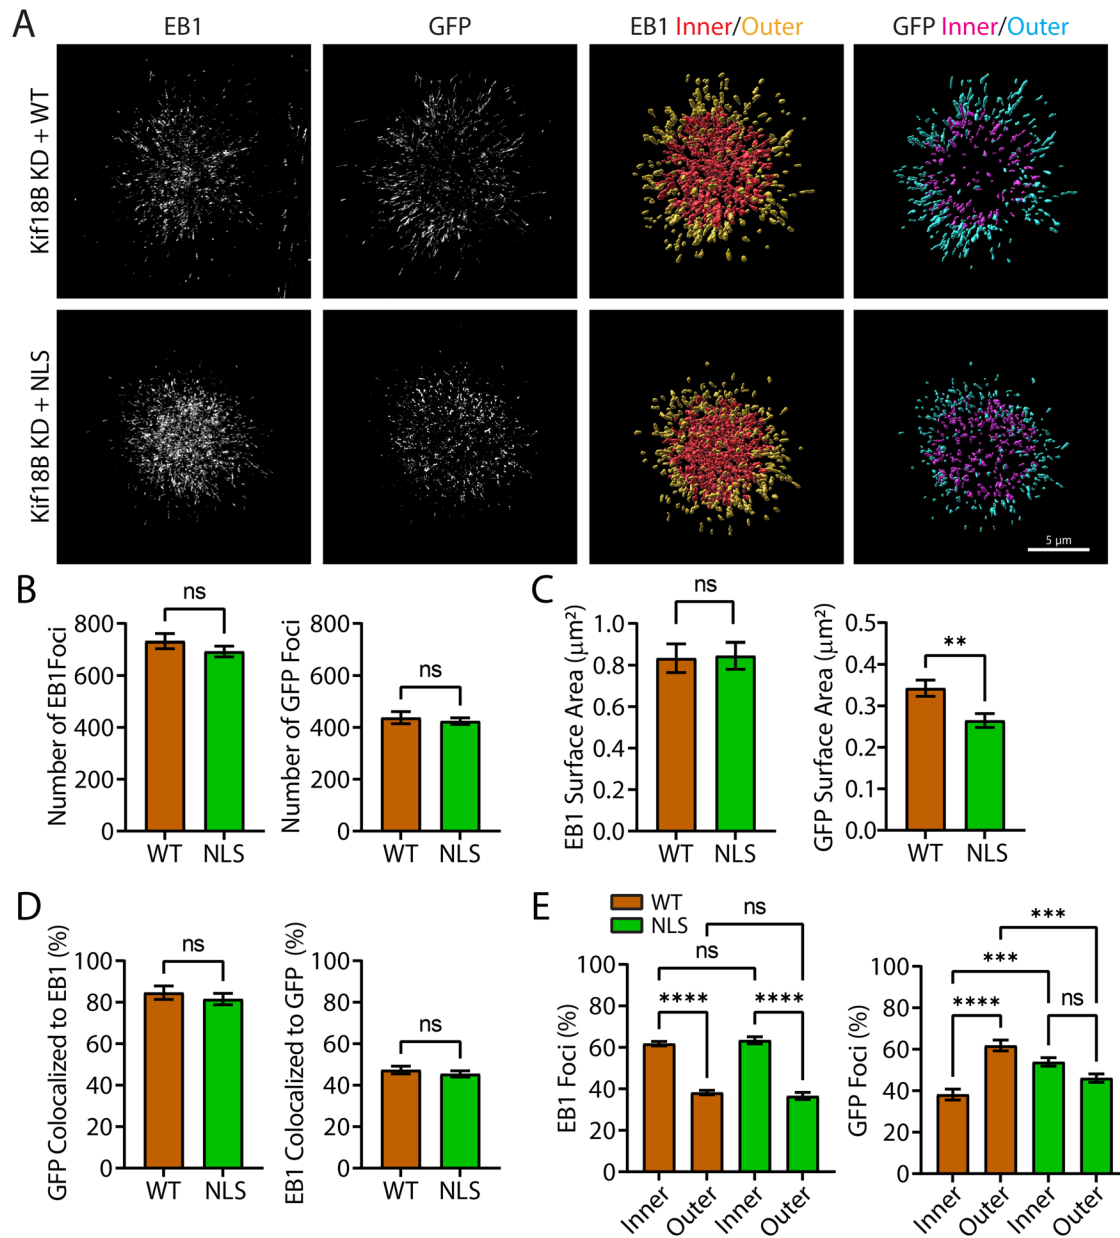 A
EB1
GFP
EB1 Inner/Outer
GFP Inner/Outer
Kif18B KD + WT
Kif18B KD + NLS
5 µm
B
Number of EB1Foci
800
600
400
200
0
ns
WT
NLS
Number of GFP Foci
800
600
400
200
0
ns
WT
NLS
C
EB1 Surface Area (µm²)
1.0
0.8
0.6
0.4
0.2
0.0
ns
WT
NLS
GFP Surface Area (µm²)
0.5
0.4
0.3
0.2
0.1
0.0
**
WT
NLS
D
GFP Colocalized to EB1 (%)
100
80
60
40
20
0
ns
WT
NLS
EB1 Colocalized to GFP (%)
100
80
60
40
20
0
ns
WT
NLS
E
WT
NLS
EB1 Foci (%)
100
80
60
40
20
0
ns
ns
****
****
Inner
Outer
Inner
Outer
GFP Foci (%)
100
80
60
40
20
0
***
***
****
ns
Inner
Outer
Inner
Outer